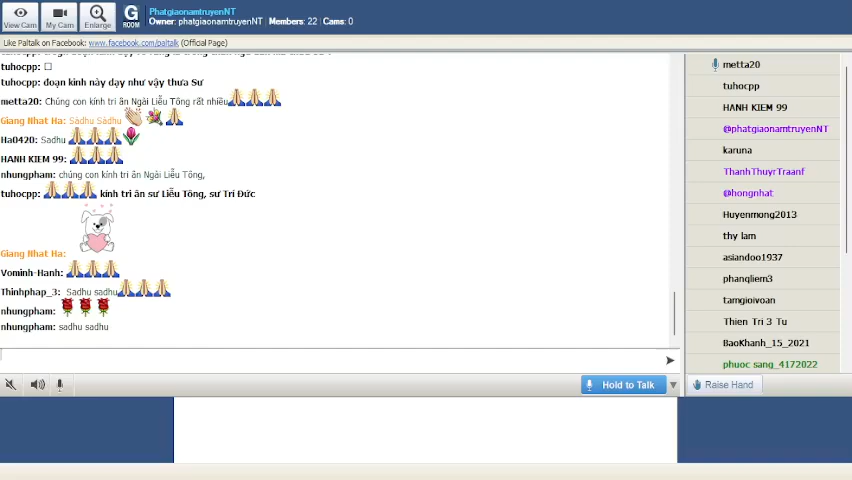 View Cam
My Cam
Enlarge
G
ROOM
PhatgiaonamtruyenNT
Owner: phatgiaonamtruyenNT | Members: 22 | Cams: 0
Like Paltalk on Facebook: www.facebook.com/paltalk (Official Page)
tuhocpp:
tuhocpp: đoạn kinh này dạy như vậy thưa Sư
metta20: Chúng con kính tri ân Ngài Liễu Tông rất nhiều
Giang Nhat Ha: Sādhu Sādhu
Ha0420: Sadhu
HANH KIEM 99:
nhungpham: chúng con kính tri ân Ngài Liễu Tông,
tuhocpp: kính tri ân sư Liễu Tông, sư Trí Đức
Giang Nhat Ha:
Vominh-Hanh:
Thinhphap_3: Sadhu sadhu
nhungpham:
nhungpham: sadhu sadhu
Hold to Talk
metta20
tuhocpp
HANH KIEM 99
@phatgiaonamtruyenNT
karuna
ThanhThuyrTraanf
@hongnhat
Huyenmong2013
thy lam
asiandoo1937
phapliem3
tamgioivoan
Thien Tri 3 Tu
BaoKhanh_15_2021
phuoc sang_4172022
Raise Hand